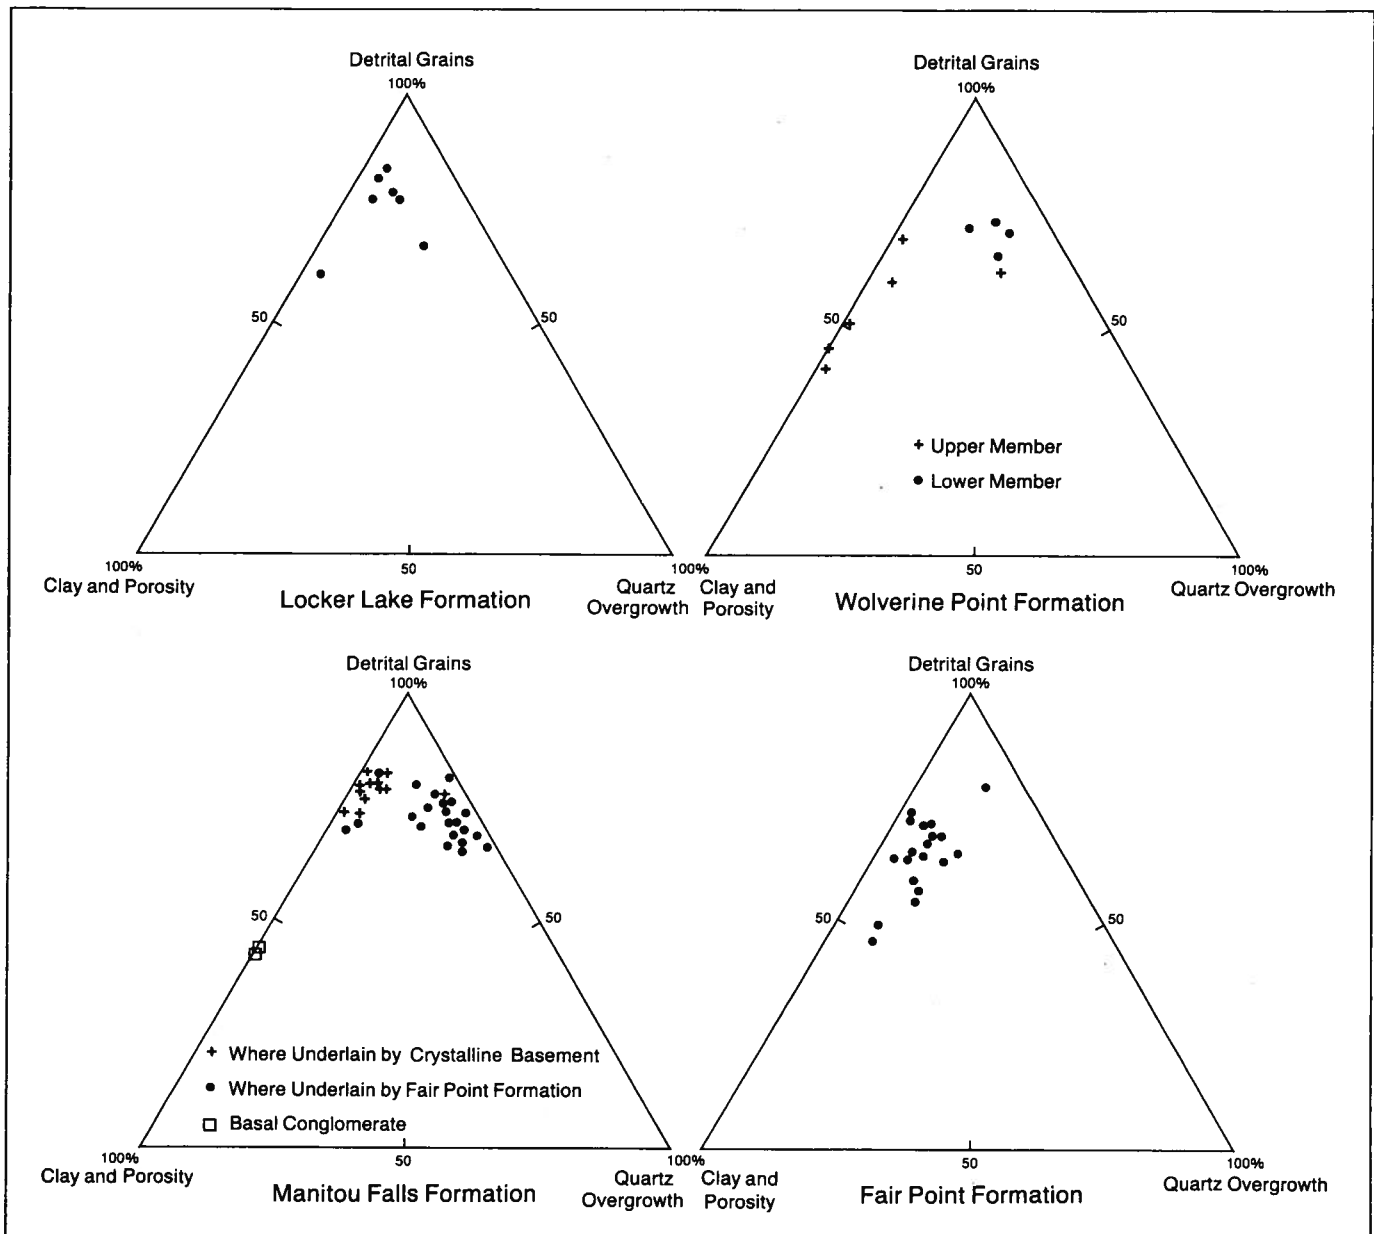 Detrital Grains
100%
50
50
100%
Clay and Porosity
50
100%
Quartz
Overgrowth
Locker Lake Formation
Detrital Grains
100%
50
50
+ Upper Member
● Lower Member
Clay and
Porosity
50
100%
Quartz Overgrowth
Wolverine Point Formation
Detrital Grains
100%
50
50
+ Where Underlain by Crystalline Basement
● Where Underlain by Fair Point Formation
□ Basal Conglomerate
100%
Clay and Porosity
50
100%
Quartz
Overgrowth
Manitou Falls Formation
Detrital Grains
100%
50
50
Clay and
Porosity
50
100%
Quartz Overgrowth
Fair Point Formation